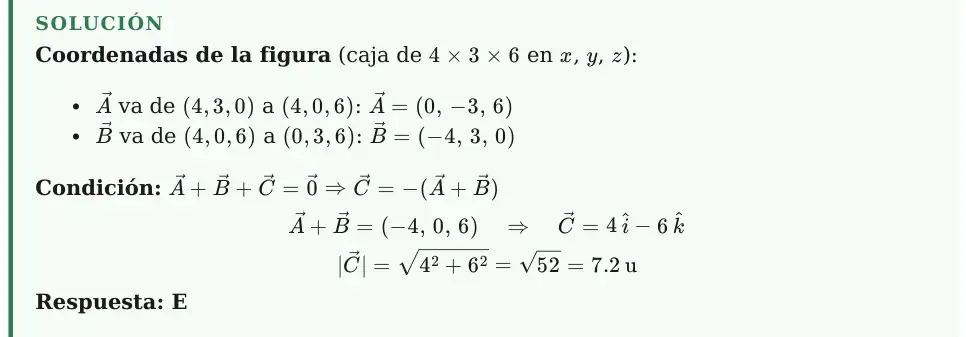 SOLUCIÓN
Coordenadas de la figura (caja de 4 × 3 × 6 en x, y, z):
• A⃗ va de (4, 3, 0) a (4, 0, 6): A⃗ = (0, −3, 6)
• B⃗ va de (4, 0, 6) a (0, 3, 6): B⃗ = (−4, 3, 0)
Condición: A⃗ + B⃗ + C⃗ = 0⃗ ⇒ C⃗ = −(A⃗ + B⃗)
A⃗ + B⃗ = (−4, 0, 6) ⇒ C⃗ = 4 î − 6 k̂
|C⃗| = √(4² + 6²) = √52 = 7.2 u
Respuesta: E